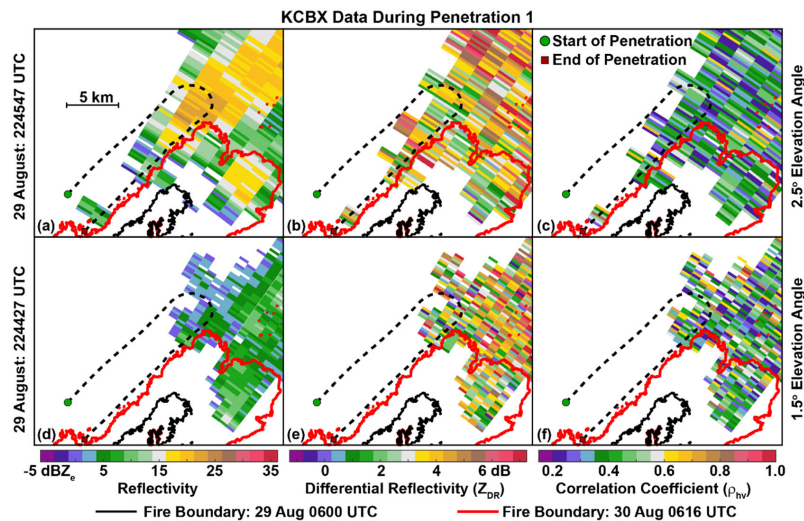 KCBX Data During Penetration 1
29 August: 224547 UTC
5 km
(a)
(b)
Start of Penetration
End of Penetration
(c)
2.5º Elevation Angle
29 August: 224427 UTC
(d)
(e)
(f)
1.5º Elevation Angle
-5 dBZe 5 15 25 35
0 2 4 6 dB
0.2 0.4 0.6 0.8 1.0
Reflectivity
Differential Reflectivity (ZDR)
Correlation Coefficient (ρhv)
Fire Boundary: 29 Aug 0600 UTC
Fire Boundary: 30 Aug 0616 UTC